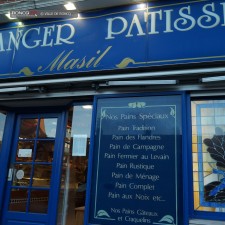 ANGER PATISSE
Masil
Nos Pains Spéciaux
Pain Tradition
Pain des Flandres
Pain de Campagne
Pain Fermier au Levain
Pain Rustique
Pain de Ménage
Pain Complet
Pain aux Noix etc...
Nos Pains Gâteaux
et Craquelins